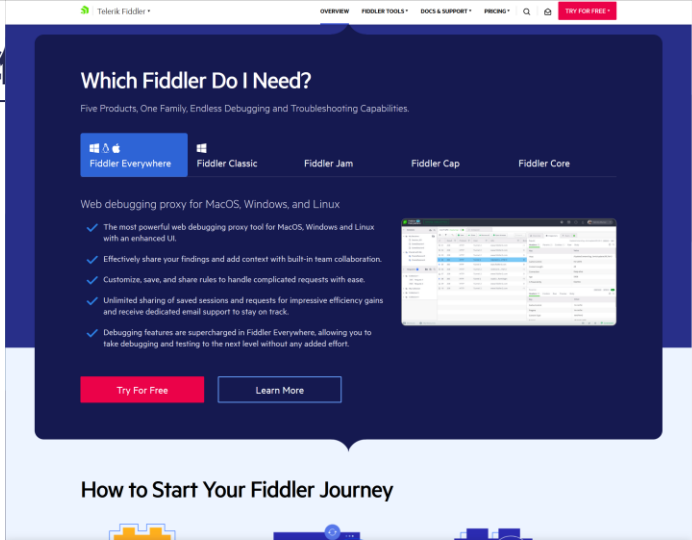 Telerik Fiddler
OVERVIEW FIDDLER TOOLS DOCS & SUPPORT PRICING TRY FOR FREE
Which Fiddler Do I Need?
Five Products, One Family, Endless Debugging and Troubleshooting Capabilities.
Fiddler Everywhere Fiddler Classic Fiddler Jam Fiddler Cap Fiddler Core
Web debugging proxy for MacOS, Windows, and Linux
The most powerful web debugging proxy tool for MacOS, Windows and Linux
with an enhanced UI.
Effectively share your findings and add context with built-in team collaboration.
Customize, save, and share rules to handle complicated requests with ease.
Unlimited sharing of saved sessions and requests for impressive efficiency gains
and receive dedicated email support to stay on track.
Debugging features are supercharged in Fiddler Everywhere, allowing you to
take debugging and testing to the next level without any added effort.
Try For Free Learn More
How to Start Your Fiddler Journey